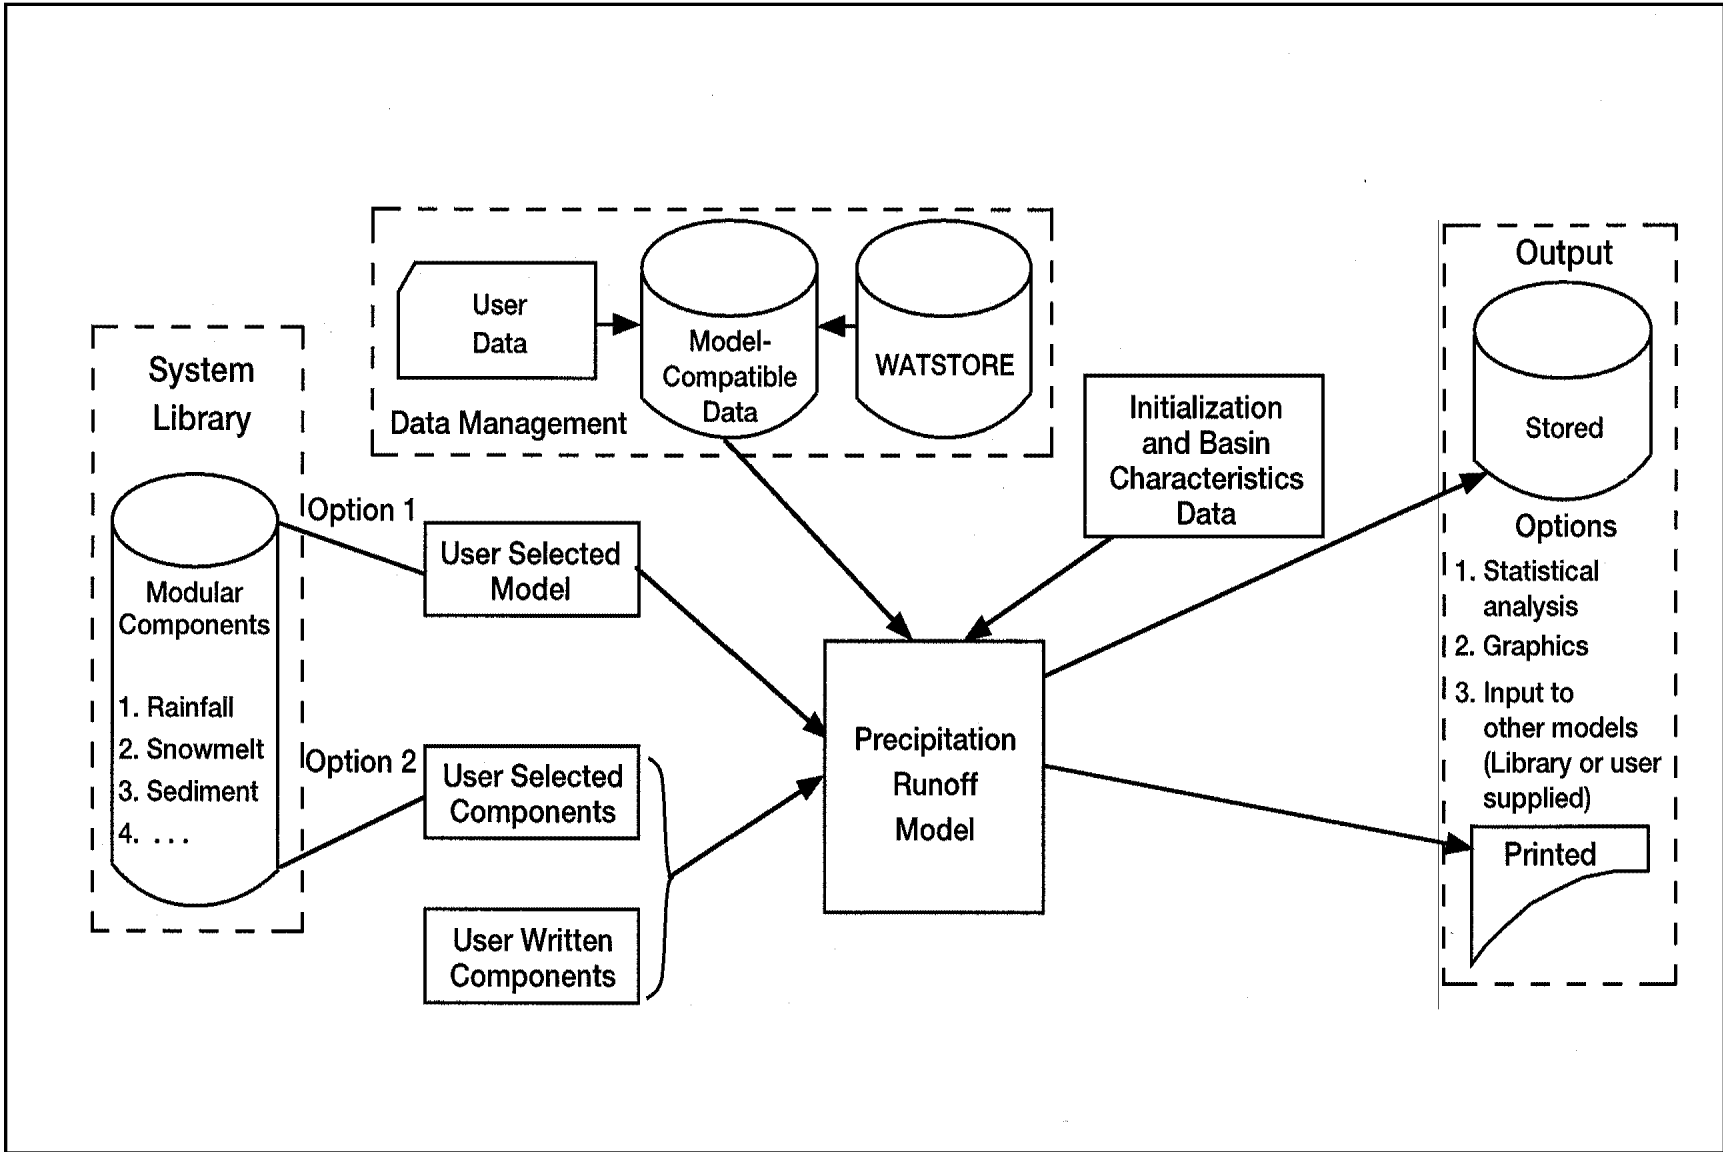 System
Library
Modular
Components
1. Rainfall
2. Snowmelt
3. Sediment
4. . . .
User
Data
Model-
Compatible
Data
WATSTORE
Data Management
Option 1
User Selected
Model
Option 2
User Selected
Components
User Written
Components
Initialization
and Basin
Characteristics
Data
Precipitation
Runoff
Model
Output
Stored
Options
1. Statistical
analysis
2. Graphics
3. Input to
other models
(Library or user
supplied)
Printed